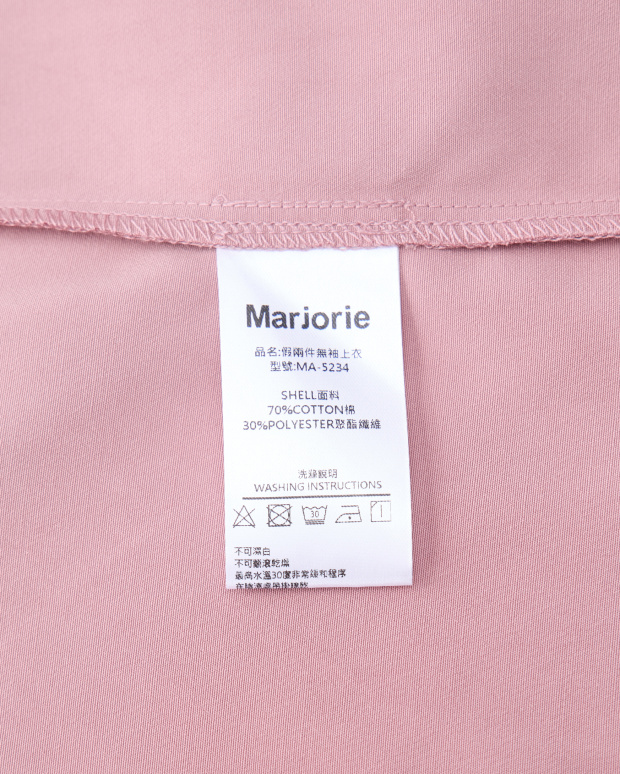 Marjorie
品名:假兩件無袖上衣
型號:MA-5234
SHELL面料
70%COTTON棉
30%POLYESTER聚酯纖維
洗滌說明
WASHING INSTRUCTIONS
30
不可漂白
不可翻滾乾燥
最高水溫30度非常緩和程序